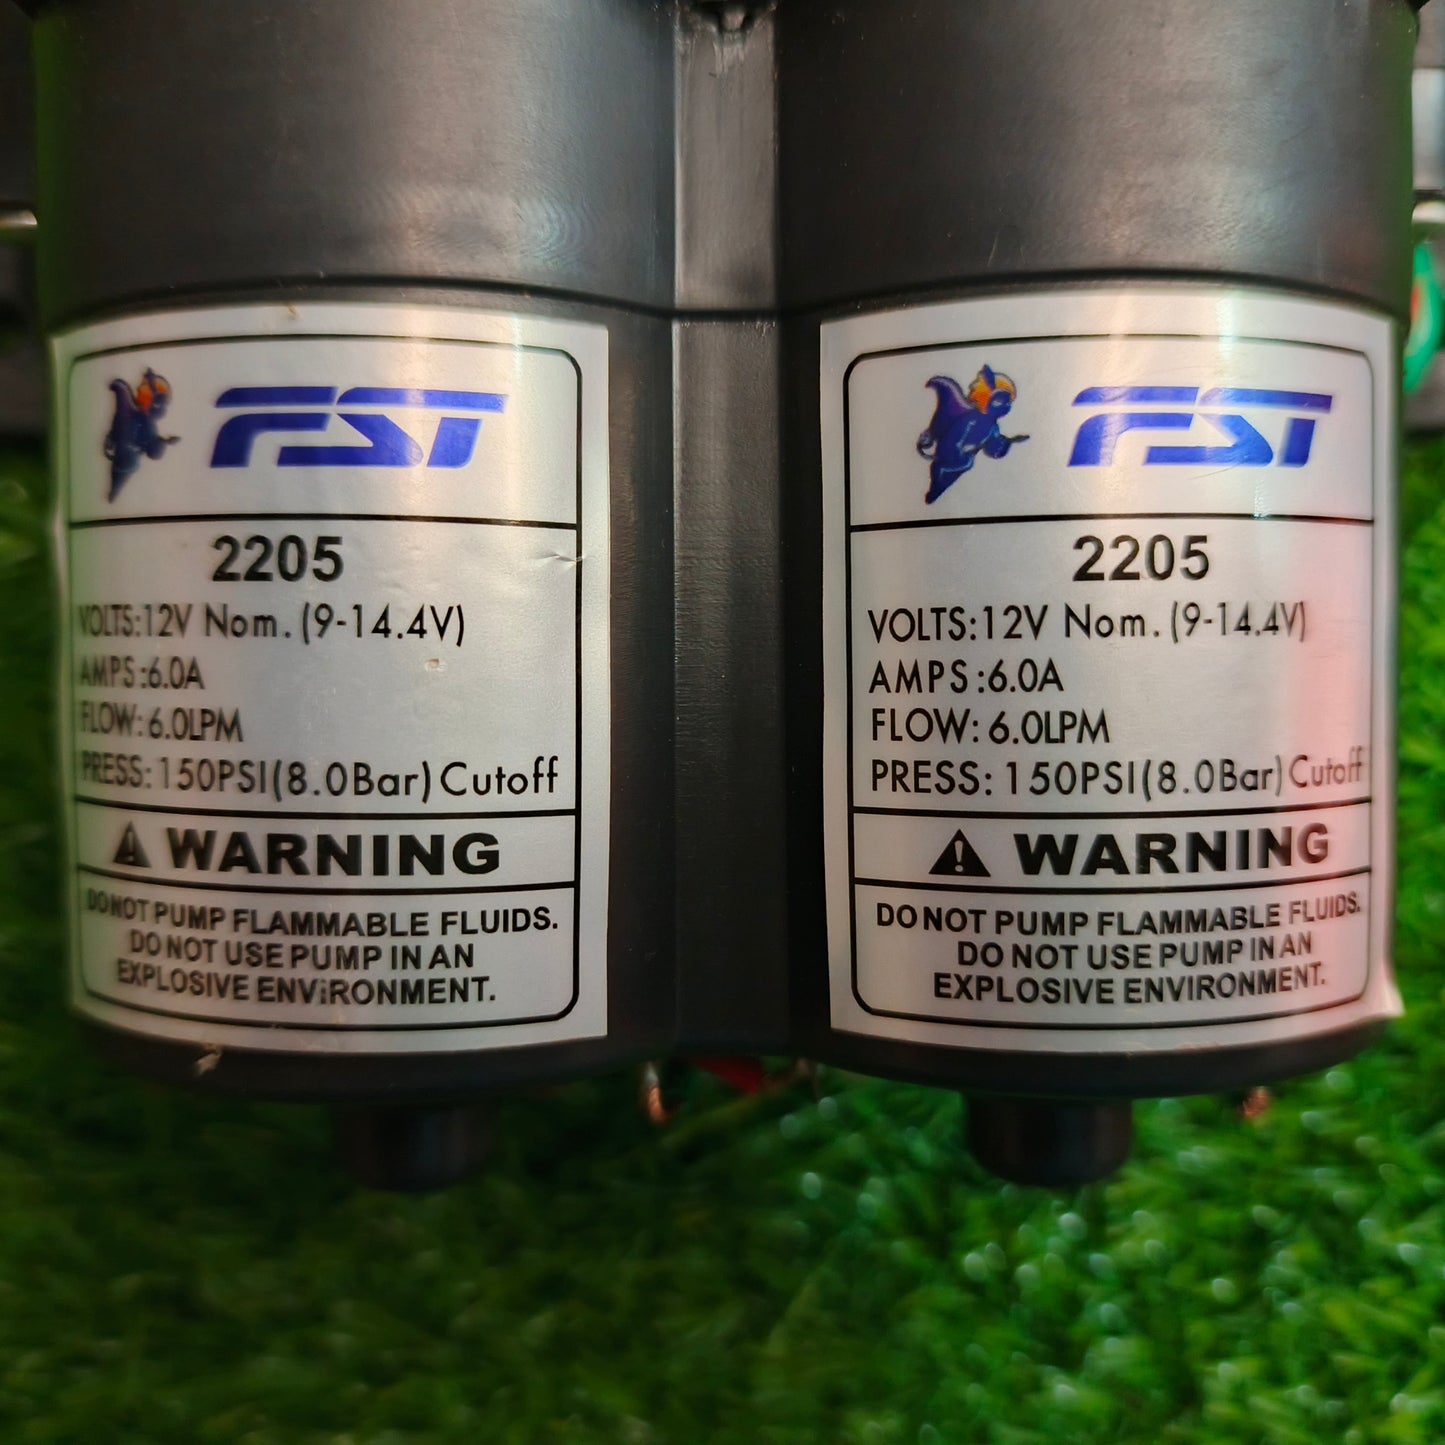 FST
2205
VOLTS:12V Nom.(9-14.4V)
AMPS:6.0A
FLOW: 6.0LPM
PRESS: 150PSI(8.0Bar) Cutoff
WARNING
DO NOT PUMP FLAMMABLE FLUIDS.
DO NOT USE PUMP IN AN
EXPLOSIVE ENViRONMENT.
FST
2205
VOLTS:12V Nom.(9-14.4V)
AMPS:6.0A
FLOW: 6.0LPM
PRESS: 150PSI(8.0Bar) Cutoff
WARNING
DO NOT PUMP FLAMMABLE FLUIDS.
DO NOT USE PUMP IN AN
EXPLOSIVE ENVIRONMENT.